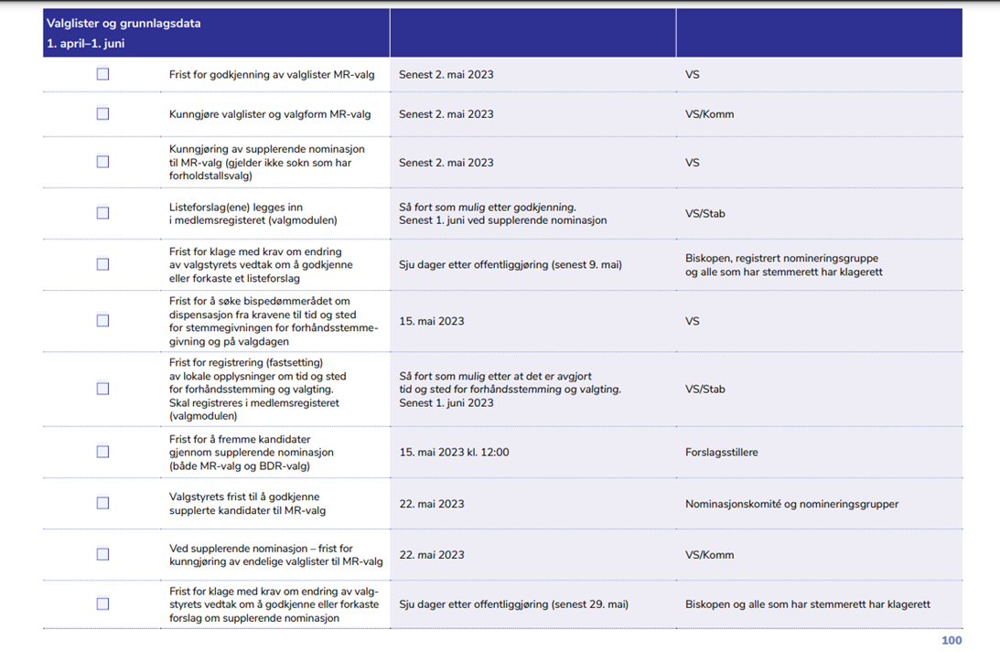 Valglister og grunnlagsdata
1. april–1. juni
Frist for godkjenning av valglister MR-valg
Senest 2. mai 2023
VS
Kunngjøre valglister og valgform MR-valg
Senest 2. mai 2023
VS/Komm
Kunngjøring av supplerende nominasjon
til MR-valg (gjelder ikke sokn som har
forholdstallsvalg)
Senest 2. mai 2023
VS
Listeforslag(ene) legges inn
i medlemsregisteret (valgmodulen)
Så fort som mulig etter godkjenning.
Senest 1. juni ved supplerende nominasjon
VS/Stab
Frist for klage med krav om endring
av valgstyrets vedtak om å godkjenne
eller forkaste et listeforslag
Sju dager etter offentliggjøring (senest 9. mai)
Biskopen, registrert nomineringsgruppe
og alle som har stemmerett har klagerett
Frist for å søke bispedømmerådet om
dispensasjon fra kravene til tid og sted
for stemmegivningen for forhåndsstemme-
givning og på valgdagen
15. mai 2023
VS
Frist for registrering (fastsetting)
av lokale opplysninger om tid og sted
for forhåndsstemming og valgting.
Skal registreres i medlemsregisteret
(valgmodulen)
Så fort som mulig etter at det er avgjort
tid og sted for forhåndsstemming og valgting.
Senest 1. juni 2023
VS/Stab
Frist for å fremme kandidater
gjennom supplerende nominasjon
(både MR-valg og BDR-valg)
15. mai 2023 kl. 12:00
Forslagsstillere
Valgstyrets frist til å godkjenne
supplerte kandidater til MR-valg
22. mai 2023
Nominasjonskomité og nomineringsgrupper
Ved supplerende nominasjon – frist for
kunngjøring av endelige valglister til MR-valg
22. mai 2023
VS/Komm
Frist for klage med krav om endring av valg-
styrets vedtak om å godkjenne eller forkaste
forslag om supplerende nominasjon
Sju dager etter offentliggjøring (senest 29. mai)
Biskopen og alle som har stemmerett har klagerett
100